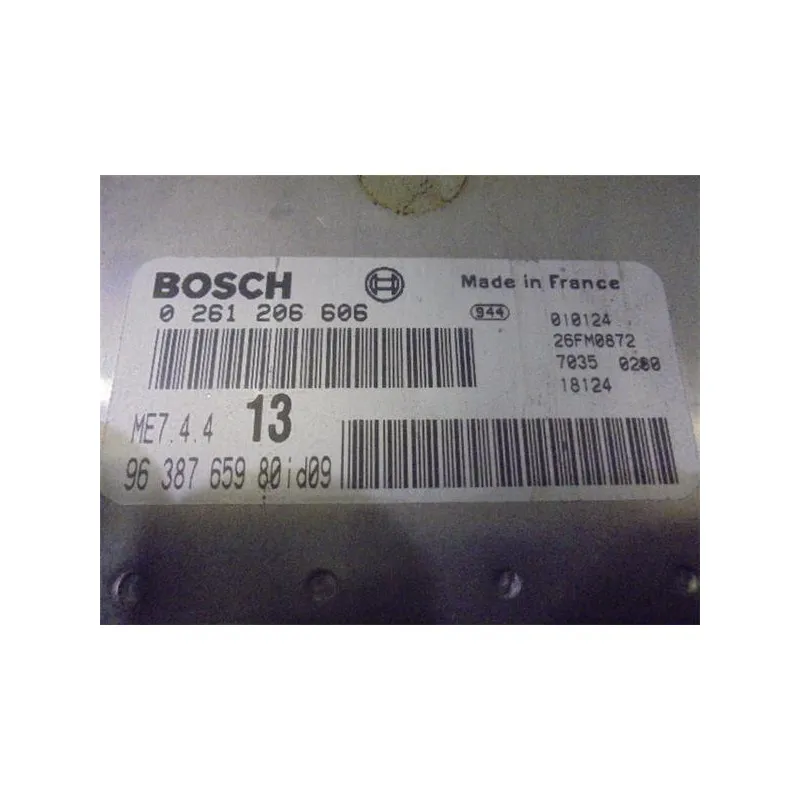 BOSCH Made in France
0 261 206 606 944 010124
26FM0872
7035 0280
18124
ME7.4.4 13
96 387 659 80id09